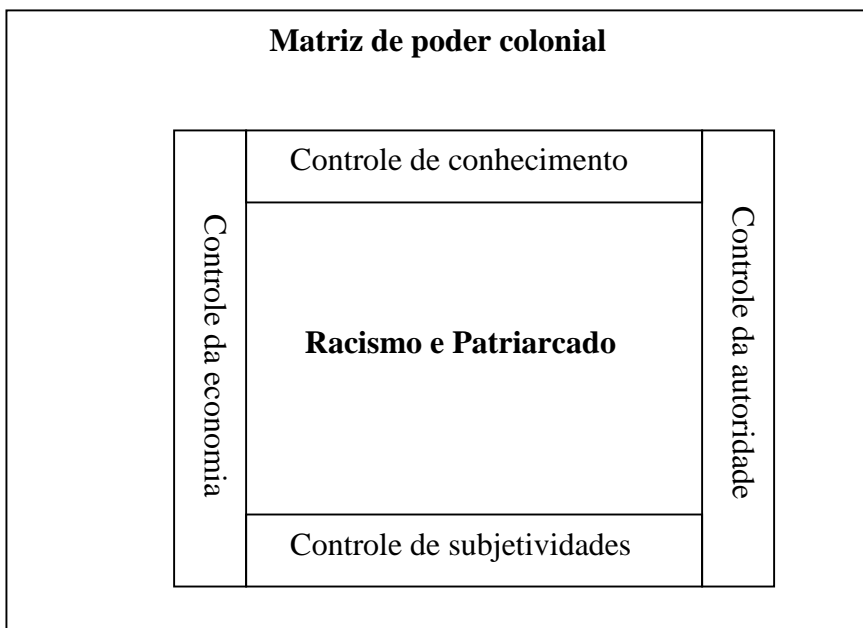 Matriz de poder colonial
Controle de conhecimento
Controle da economia
Racismo e Patriarcado
Controle da autoridade
Controle de subjetividades